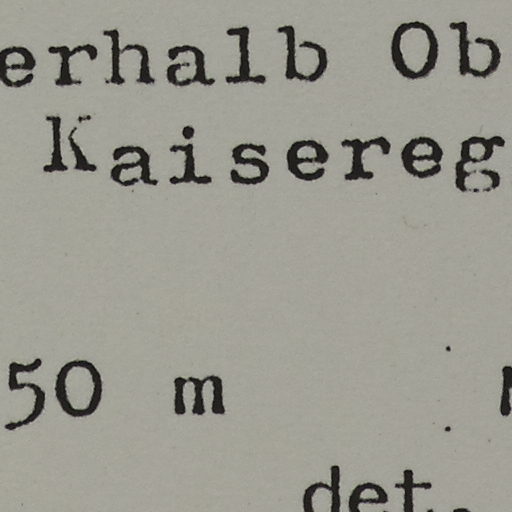 erhalb Ob
Kaisereg
50 m
det.